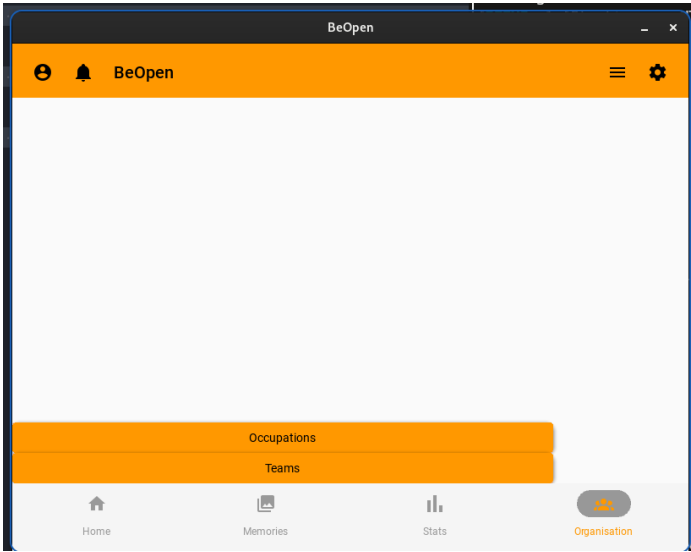 BeOpen
BeOpen
Occupations
Teams
Home
Memories
Stats
Organisation